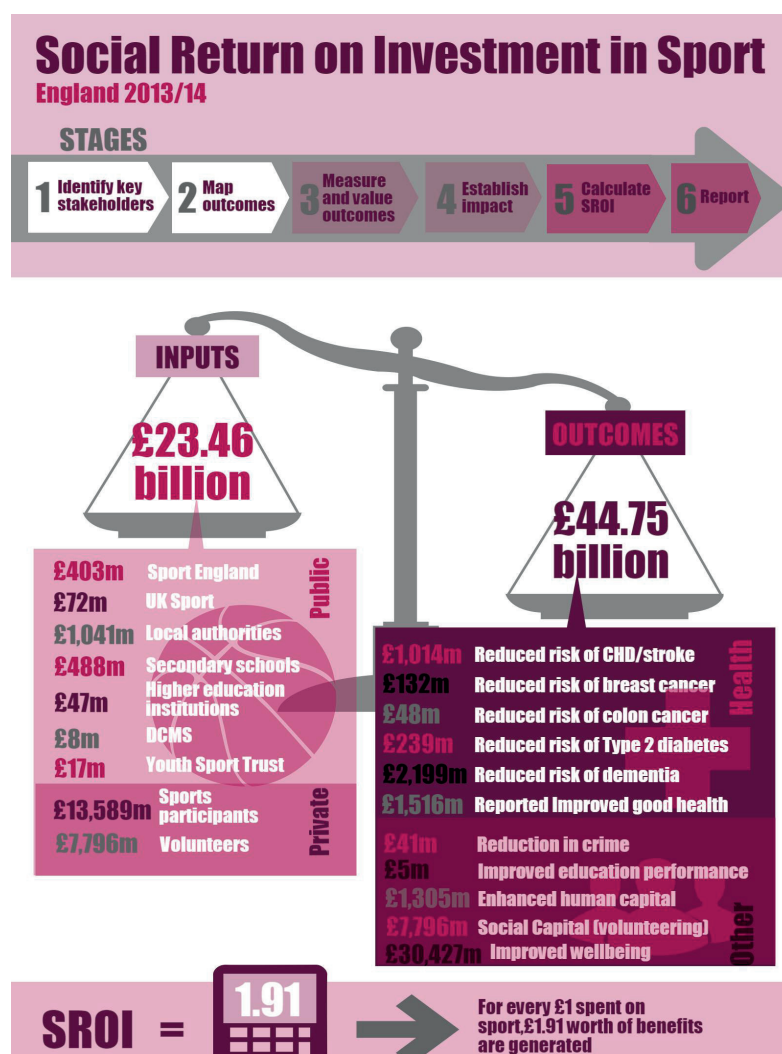 Social Return on Investment in Sport
England 2013/14
STAGES
1 Identify key
stakeholders
2 Map
outcomes
3 Measure
and value
outcomes
4 Establish
impact
5 Calculate
SROI
6 Report
INPUTS
£23.46
billion
OUTCOMES
£44.75
billion
Public
£403m Sport England
£72m UK Sport
£1,041m Local authorities
£488m Secondary schools
£47m Higher education
institutions
£8m DCMS
£17m Youth Sport Trust
Private
£13,589m Sports
participants
£7,796m Volunteers
Health
£1,014m Reduced risk of CHD/stroke
£132m Reduced risk of breast cancer
£48m Reduced risk of colon cancer
£239m Reduced risk of Type 2 diabetes
£2,199m Reduced risk of dementia
£1,516m Reported Improved good health
Other
£41m Reduction in crime
£5m Improved education performance
£1,305m Enhanced human capital
£7,796m Social Capital (volunteering)
£30,427m Improved wellbeing
SROI = 1.91
For every £1 spent on
sport,£1.91 worth of benefits
are generated